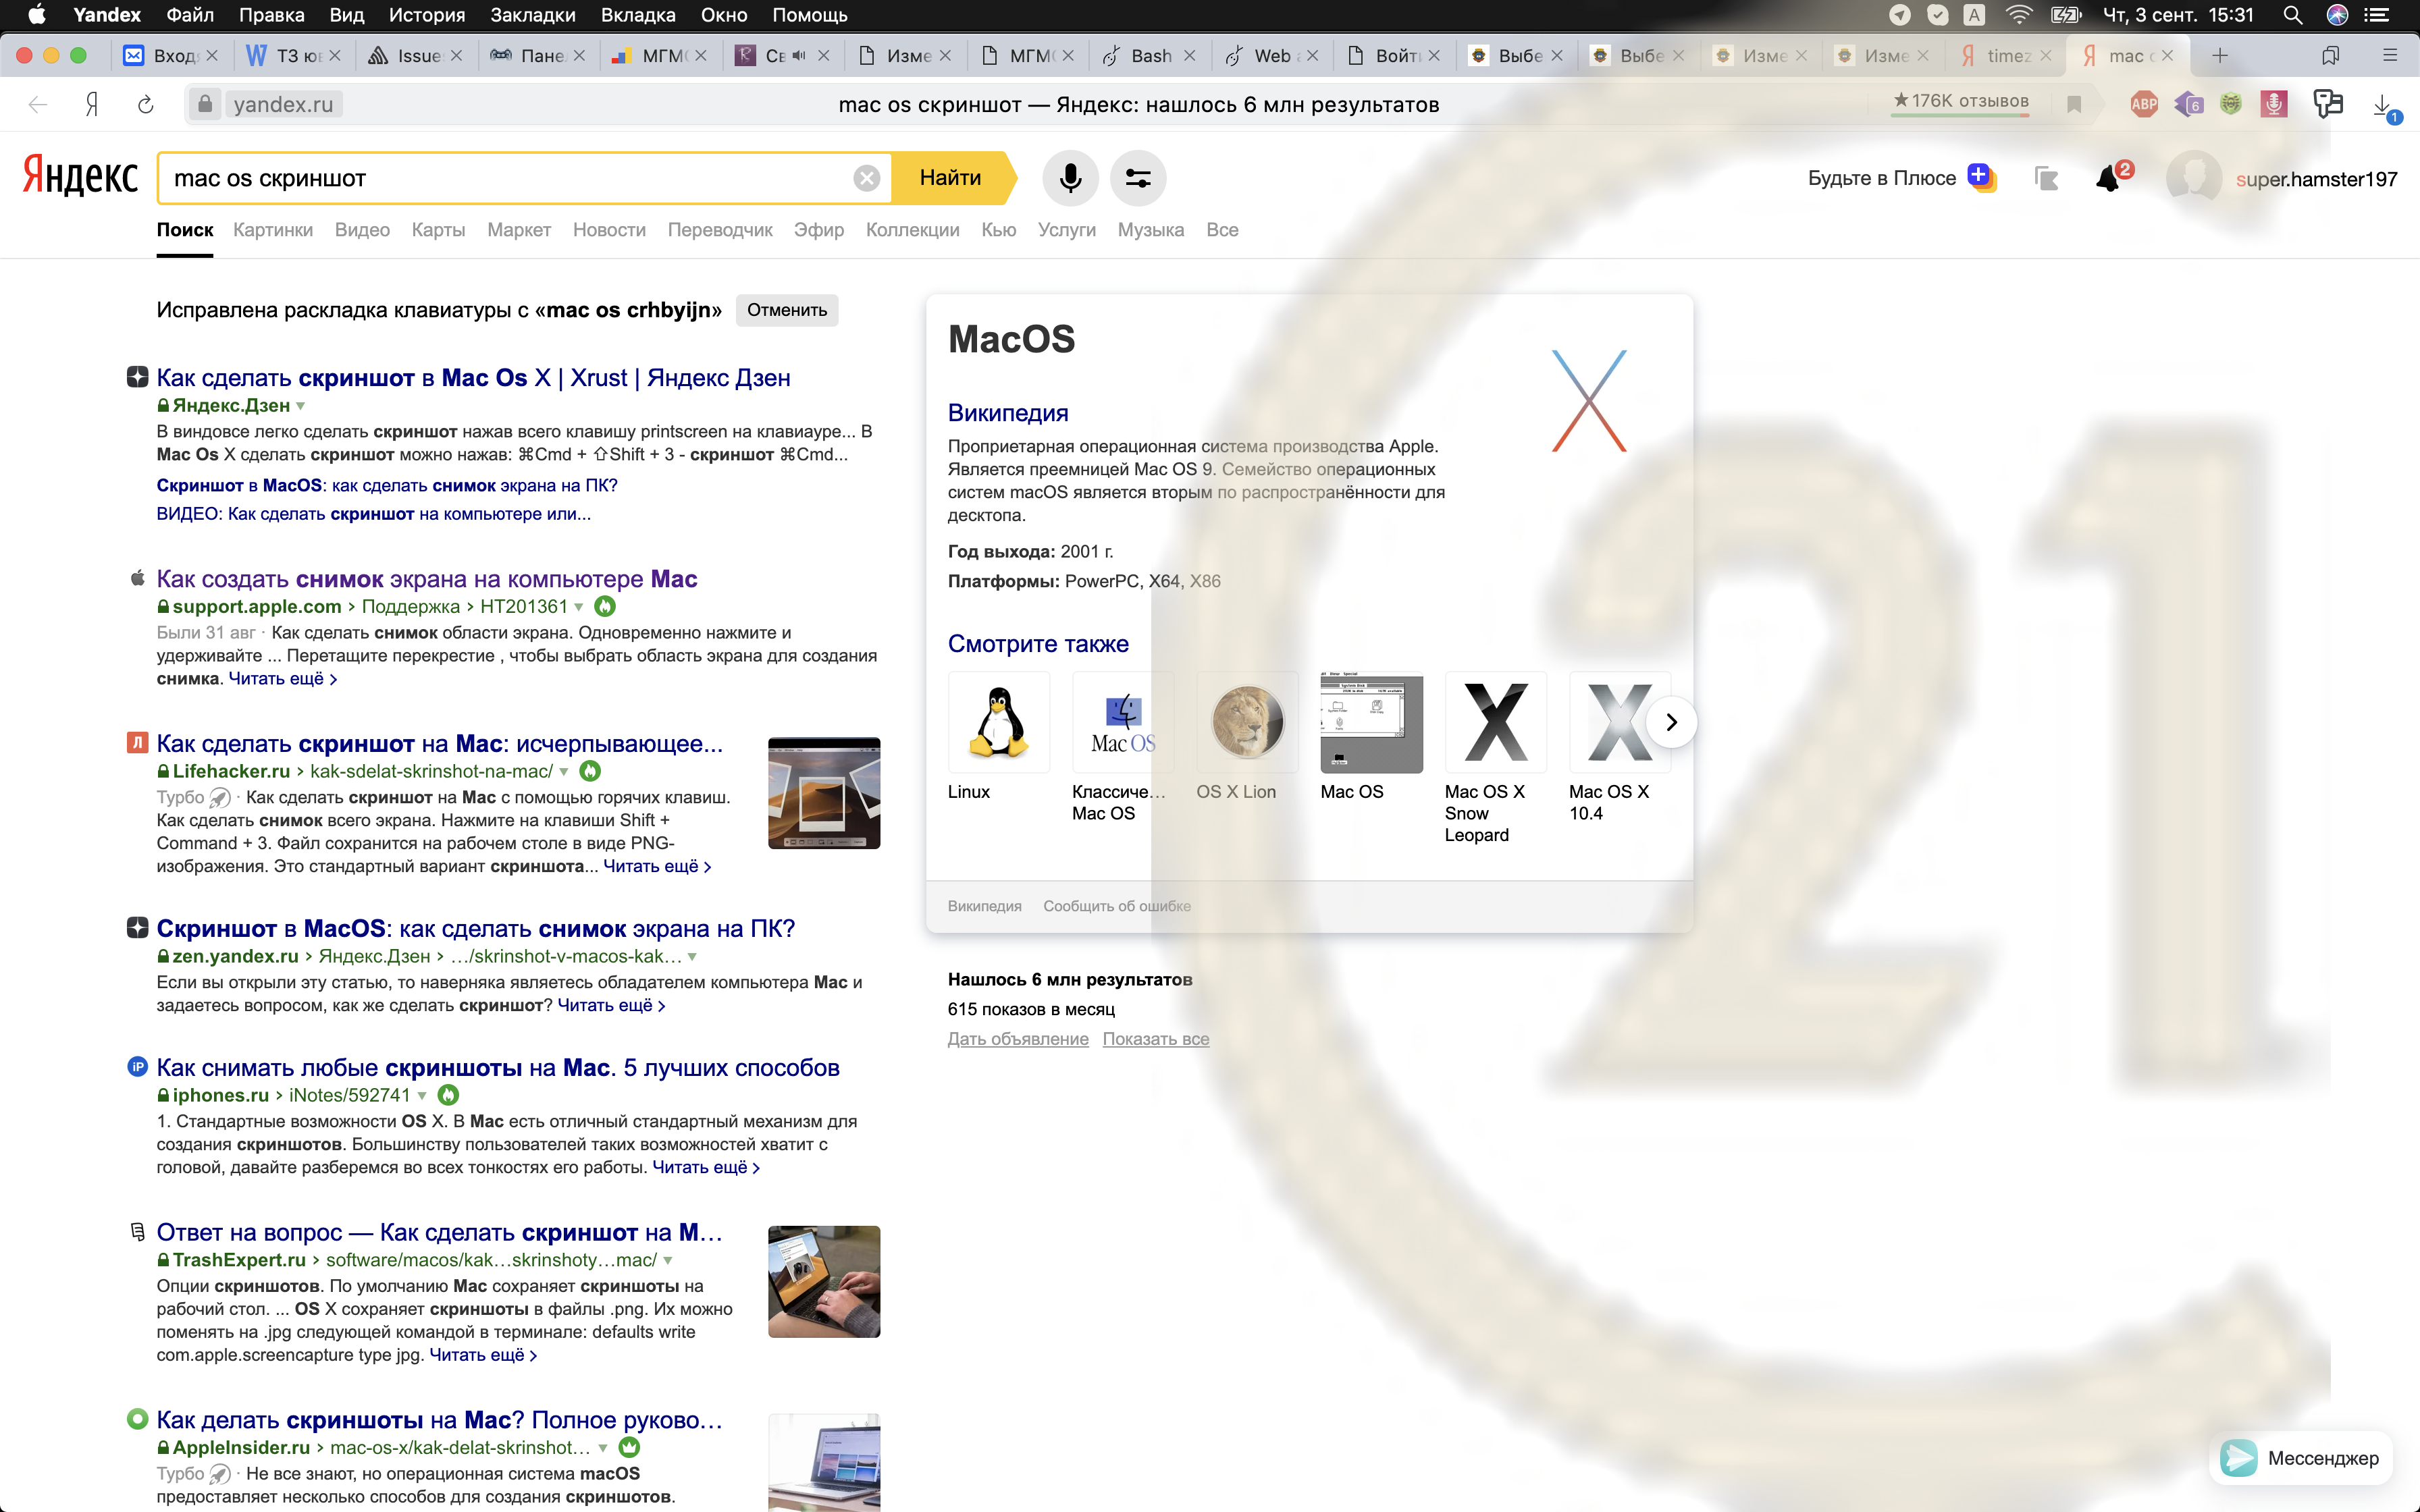 Yandex Файл Правка Вид История Закладки Вкладка Окно Помощь
A Чт, 3 сент. 15:31
Вход ТЗ юг Issue Пане МГМ Св Изме МГМ Bash Web Войти Выбе Выбе Изме Изме timez mac
yandex.ru
mac os скриншот — Яндекс: нашлось 6 млн результатов
★176K отзывов
ABP 6 1
Яндекс
mac os скриншот
Найти
Будьте в Плюсе
2
super.hamster197
Поиск Картинки Видео Карты Маркет Новости Переводчик Эфир Коллекции Кью Услуги Музыка Все
Исправлена раскладка клавиатуры с «mac os crhbyijn» Отменить
Как сделать скриншот в Mac Os X | Xrust | Яндекс Дзен
Яндекс.Дзен
В виндовсе легко сделать скриншот нажав всего клавишу printscreen на клавиауре... В
Mac Os X сделать скриншот можно нажав: ⌘Cmd + ⇧Shift + 3 - скриншот ⌘Cmd...
Скриншот в MacOS: как сделать снимок экрана на ПК?
ВИДЕО: Как сделать скриншот на компьютере или...
Как создать снимок экрана на компьютере Mac
support.apple.com › Поддержка › HT201361
Были 31 авг · Как сделать снимок области экрана. Одновременно нажмите и
удерживайте ... Перетащите перекрестие , чтобы выбрать область экрана для создания
снимка. Читать ещё ›
Как сделать скриншот на Mac: исчерпывающее...
Lifehacker.ru › kak-sdelat-skrinshot-na-mac/
Турбо · Как сделать скриншот на Mac с помощью горячих клавиш.
Как сделать снимок всего экрана. Нажмите на клавиши Shift +
Command + 3. Файл сохранится на рабочем столе в виде PNG-
изображения. Это стандартный вариант скриншота... Читать ещё ›
Скриншот в MacOS: как сделать снимок экрана на ПК?
zen.yandex.ru › Яндекс.Дзен › …/skrinshot-v-macos-kak…
Если вы открыли эту статью, то наверняка являетесь обладателем компьютера Mac и
задаетесь вопросом, как же сделать скриншот? Читать ещё ›
iP
Как снимать любые скриншоты на Mac. 5 лучших способов
iphones.ru › iNotes/592741
1. Стандартные возможности OS X. В Mac есть отличный стандартный механизм для
создания скриншотов. Большинству пользователей таких возможностей хватит с
головой, давайте разберемся во всех тонкостях его работы. Читать ещё ›
Ответ на вопрос — Как сделать скриншот на M…
TrashExpert.ru › software/macos/kak…skrinshoty…mac/
Опции скриншотов. По умолчанию Mac сохраняет скриншоты на
рабочий стол. ... OS X сохраняет скриншоты в файлы .png. Их можно
поменять на .jpg следующей командой в терминале: defaults write
com.apple.screencapture type jpg. Читать ещё ›
Как делать скриншоты на Mac? Полное руково…
AppleInsider.ru › mac-os-x/kak-delat-skrinshot…
Турбо · Не все знают, но операционная система macOS
предоставляет несколько способов для создания скриншотов.
MacOS
Википедия
Проприетарная операционная система производства Apple.
Является преемницей Mac OS 9. Семейство операционных
систем macOS является вторым по распространённости для
десктопа.
Год выхода: 2001 г.
Платформы: PowerPC, X64, X86
Смотрите также
Mac OS
Linux
Классиче…
Mac OS
OS X Lion
Mac OS
Mac OS X
Snow
Leopard
Mac OS X
10.4
Википедия Сообщить об ошибке
Нашлось 6 млн результатов
615 показов в месяц
Дать объявление Показать все
C21
Мессенджер